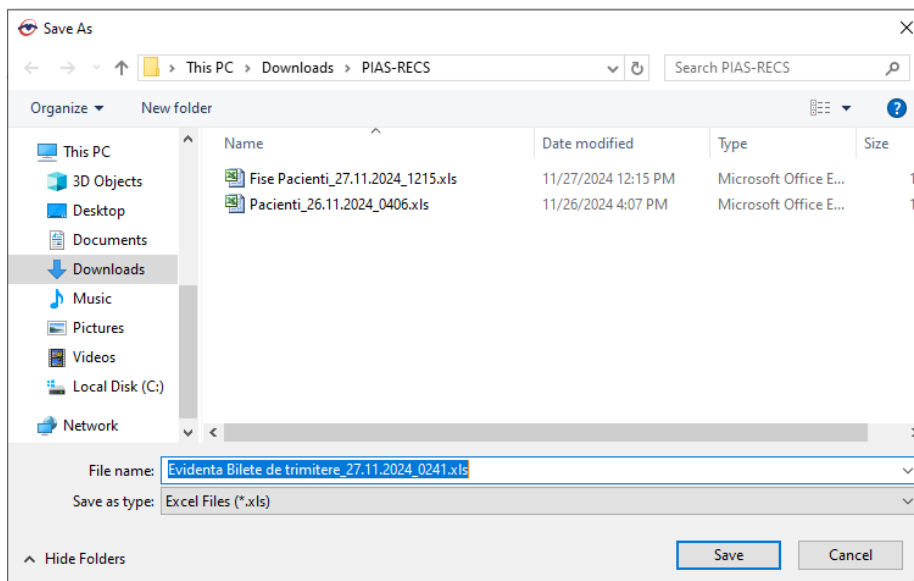 Save As
This PC > Downloads > PIAS-RECS
Search PIAS-RECS
Organize
New folder
Name
Date modified
Type
Size
This PC
3D Objects
Desktop
Documents
Downloads
Music
Pictures
Videos
Local Disk (C:)
Network
Fise Pacienti_27.11.2024_1215.xls 11/27/2024 12:15 PM Microsoft Office E... 1
Pacienti_26.11.2024_0406.xls 11/26/2024 4:07 PM Microsoft Office E... 1
File name: Evidenta Bilete de trimitere_27.11.2024_0241.xls
Save as type: Excel Files (*.xls)
Hide Folders
Save
Cancel